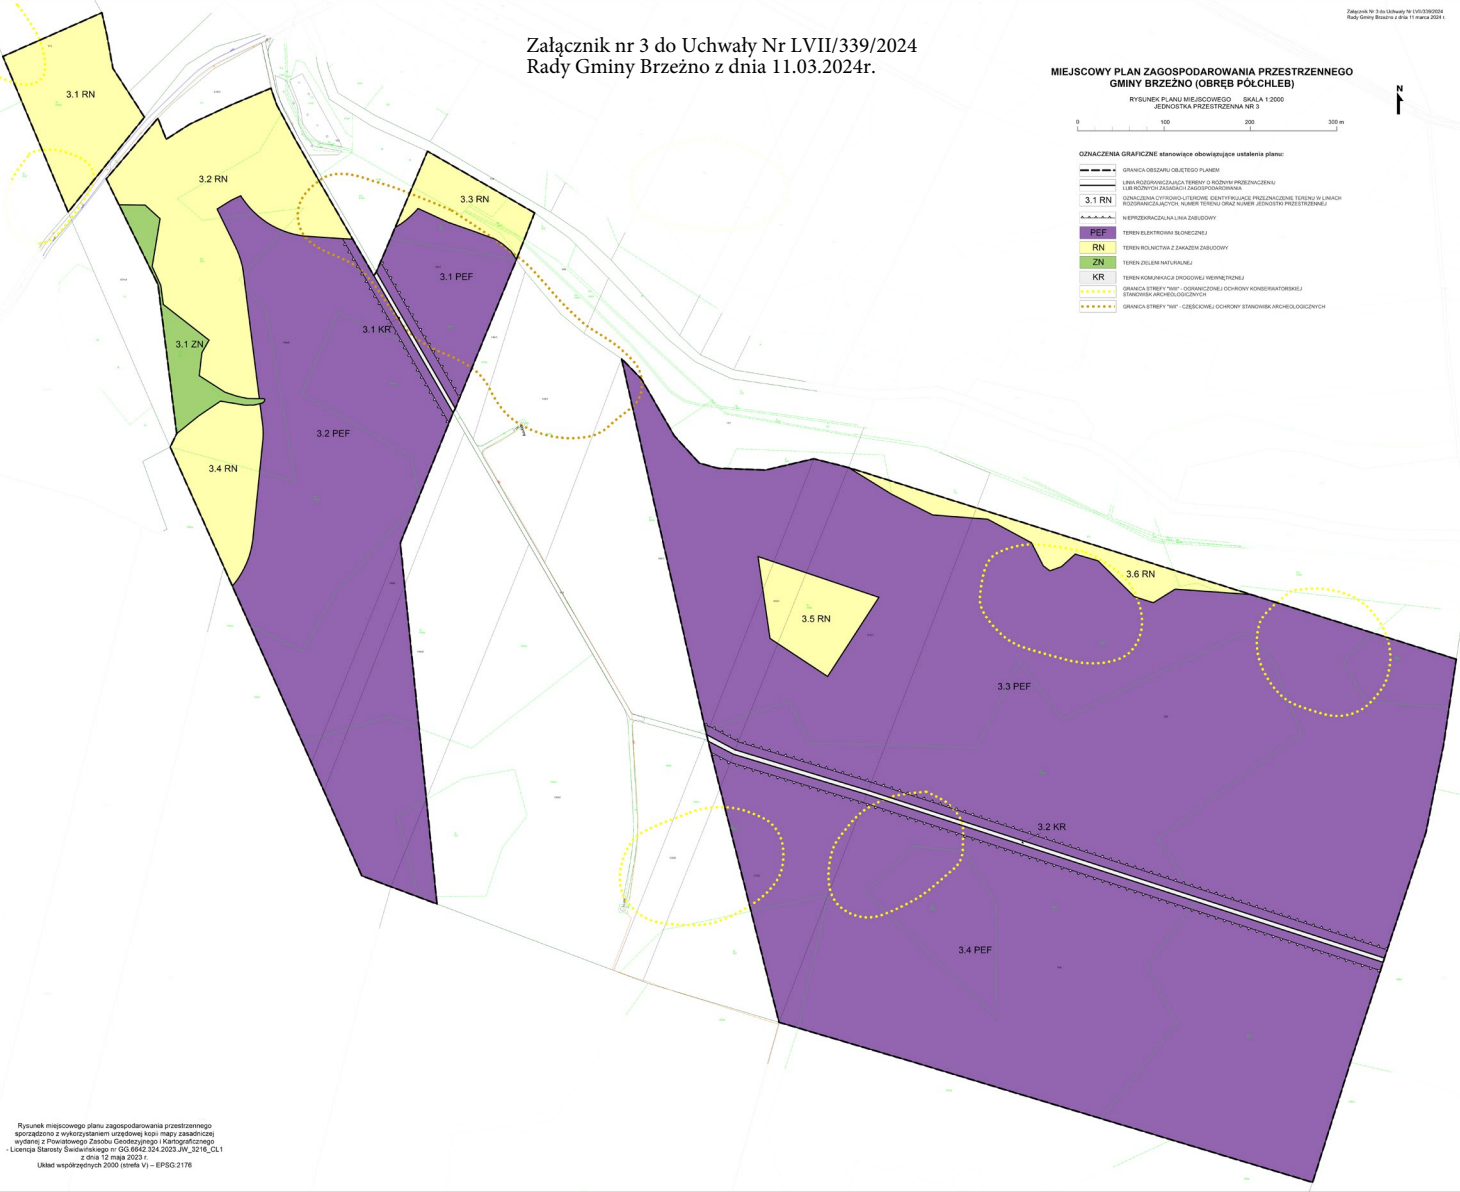 Załącznik Nr 3 do Uchwały Nr LVII/339/2024
Rady Gminy Brzeżno z dnia 11 marca 2024 r.
Załącznik nr 3 do Uchwały Nr LVII/339/2024
Rady Gminy Brzeżno z dnia 11.03.2024r.
MIEJSCOWY PLAN ZAGOSPODAROWANIA PRZESTRZENNEGO
GMINY BRZEŻNO (OBRĘB PÓŁCHLEB)
RYSUNEK PLANU MIEJSCOWEGO SKALA 1:2000
JEDNOSTKA PRZESTRZENNA NR 3
N
0 100 200 300 m
OZNACZENIA GRAFICZNE stanowiące obowiązujące ustalenia planu:
GRANICA OBSZARU OBJĘTEGO PLANEM
LINIA ROZGRANICZAJĄCA TERENY O RÓŻNYM PRZEZNACZENIU
LUB RÓŻNYCH ZASADACH ZAGOSPODAROWANIA
3.1 RN OZNACZENIA CYFROWO-LITEROWE IDENTYFIKUJĄCE PRZEZNACZENIE TERENU W LINIACH
ROZGRANICZAJĄCYCH, NUMER TERENU ORAZ NUMER JEDNOSTKI PRZESTRZENNEJ
NIEPRZEKRACZALNA LINIA ZABUDOWY
PEF TEREN ELEKTROWNI SŁONECZNEJ
RN TEREN ROLNICTWA Z ZAKAZEM ZABUDOWY
ZN TEREN ZIELENI NATURALNEJ
KR TEREN KOMUNIKACJI DROGOWEJ WEWNĘTRZNEJ
GRANICA STREFY "WIII" - OGRANICZONEJ OCHRONY KONSERWATORSKIEJ
STANOWISK ARCHEOLOGICZNYCH
GRANICA STREFY "WII" - CZĘŚCIOWEJ OCHRONY STANOWISK ARCHEOLOGICZNYCH
3.1 RN
3.2 RN
3.3 RN
3.1 PEF
3.1 KR
3.1 ZN
3.2 PEF
3.4 RN
3.6 RN
3.5 RN
3.3 PEF
3.2 KR
3.4 PEF
Rysunek miejscowego planu zagospodarowania przestrzennego
sporządzono z wykorzystaniem urzędowej kopii mapy zasadniczej
wydanej z Powiatowego Zasobu Geodezyjnego i Kartograficznego
- Licencja Starosty Świdwińskiego nr GG.6642.324.2023.JW_3216_CL1
z dnia 12 maja 2023 r.
Układ współrzędnych 2000 (strefa V) – EPSG:2176